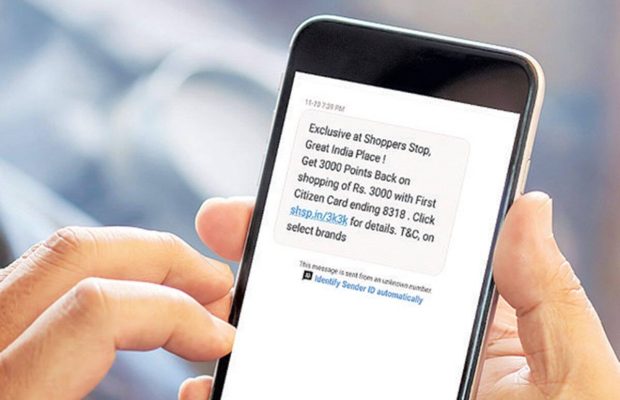 11-10 7:39 PM
Exclusive at Shoppers Stop,
Great India Place !
Get 3000 Points Back on
shopping of Rs. 3000 with First
Citizen Card ending 8318 . Click
shsp.in/3k3k for details. T&C, on
select brands
This message is sent from an unknown number.
Identify Sender ID automatically